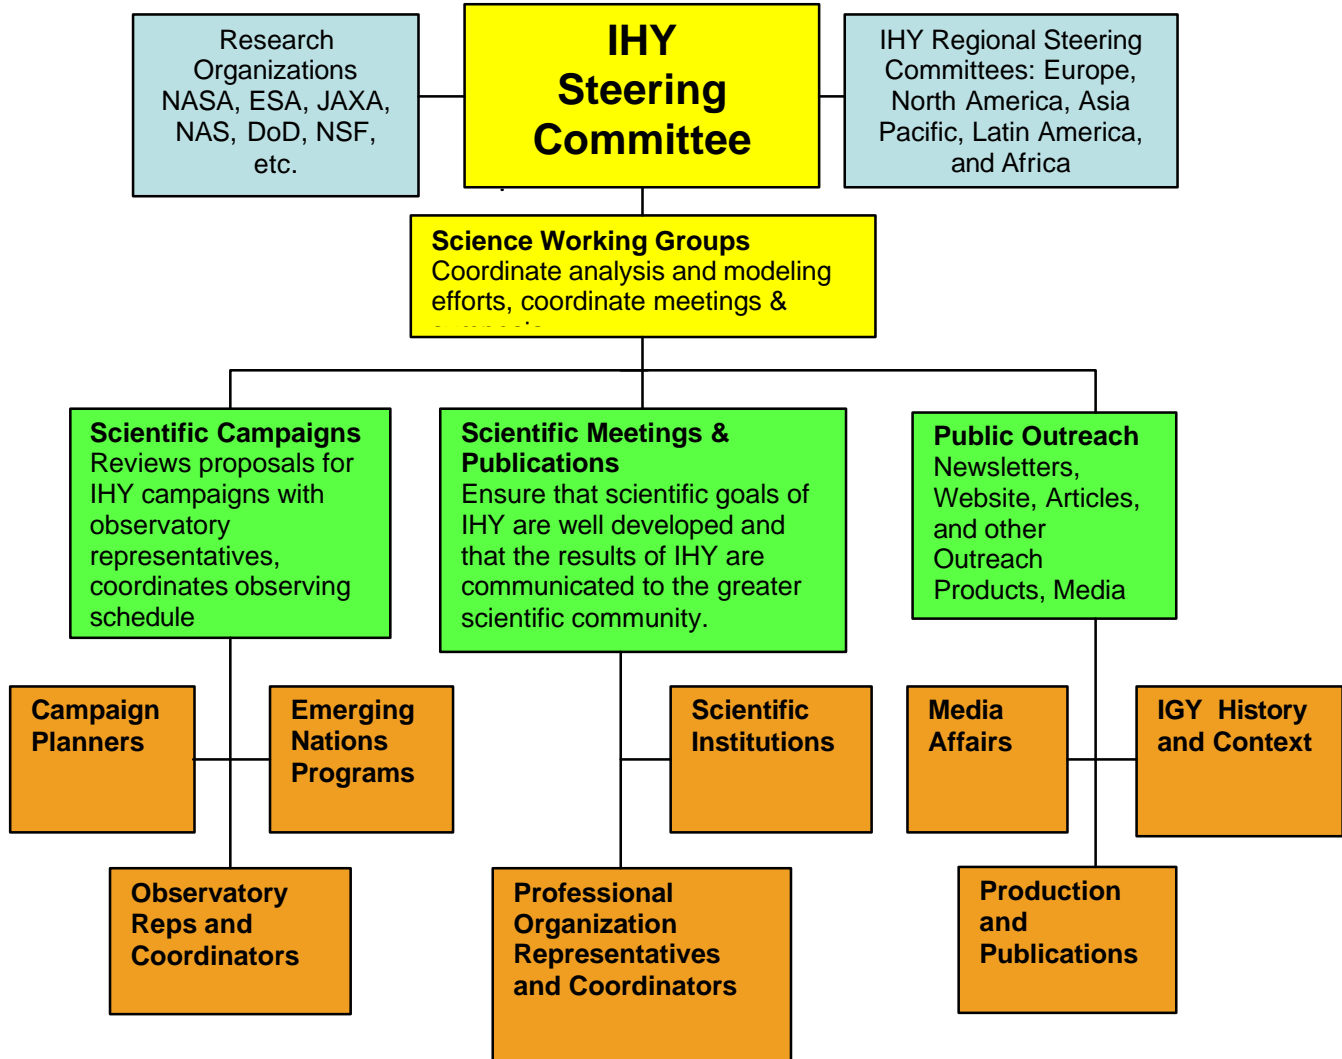 Research
Organizations
NASA, ESA, JAXA,
NAS, DoD, NSF,
etc.
IHY
Steering
Committee
IHY Regional Steering
Committees: Europe,
North America, Asia
Pacific, Latin America,
and Africa
Science Working Groups
Coordinate analysis and modeling
efforts, coordinate meetings &
Scientific Campaigns
Reviews proposals for
IHY campaigns with
observatory
representatives,
coordinates observing
schedule
Scientific Meetings &
Publications
Ensure that scientific goals of
IHY are well developed and
that the results of IHY are
communicated to the greater
scientific community.
Public Outreach
Newsletters,
Website, Articles,
and other
Outreach
Products, Media
Campaign
Planners
Emerging
Nations
Programs
Scientific
Institutions
Media
Affairs
IGY History
and Context
Observatory
Reps and
Coordinators
Professional
Organization
Representatives
and Coordinators
Production
and
Publications